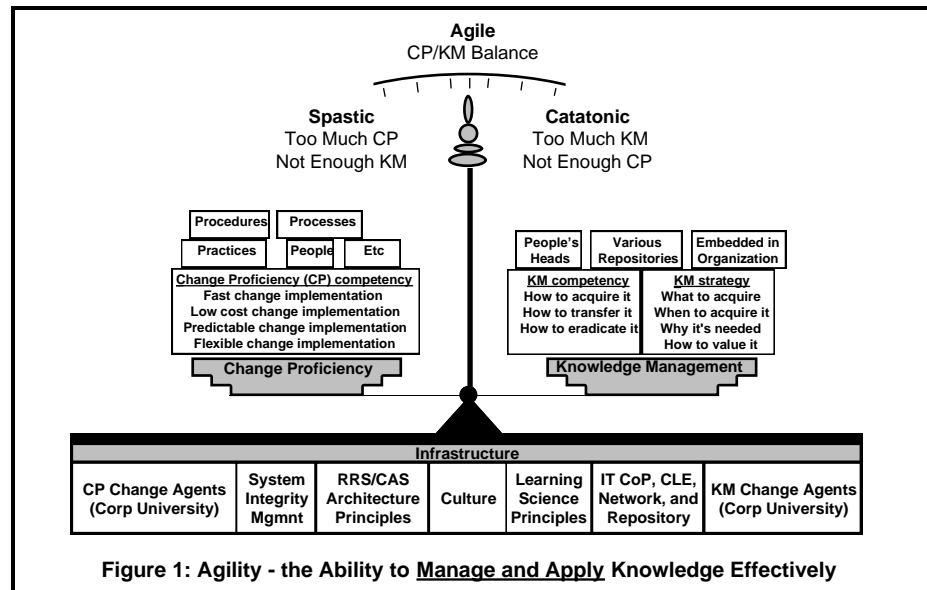 Agile
CP/KM Balance
Spastic
Too Much CP
Not Enough KM
Catatonic
Too Much KM
Not Enough CP
Procedures
Processes
Practices
People
Etc
Change Proficiency (CP) competency
Fast change implementation
Low cost change implementation
Predictable change implementation
Flexible change implementation
Change Proficiency
People's
Heads
Various
Repositories
Embedded in
Organization
KM competency
How to acquire it
How to transfer it
How to eradicate it
KM strategy
What to acquire
When to acquire it
Why it's needed
How to value it
Knowledge Management
Infrastructure
CP Change Agents
(Corp University)
System
Integrity
Mgmnt
RRS/CAS
Architecture
Principles
Culture
Learning
Science
Principles
IT CoP, CLE,
Network, and
Repository
KM Change Agents
(Corp University)
Figure 1: Agility - the Ability to Manage and Apply Knowledge Effectively